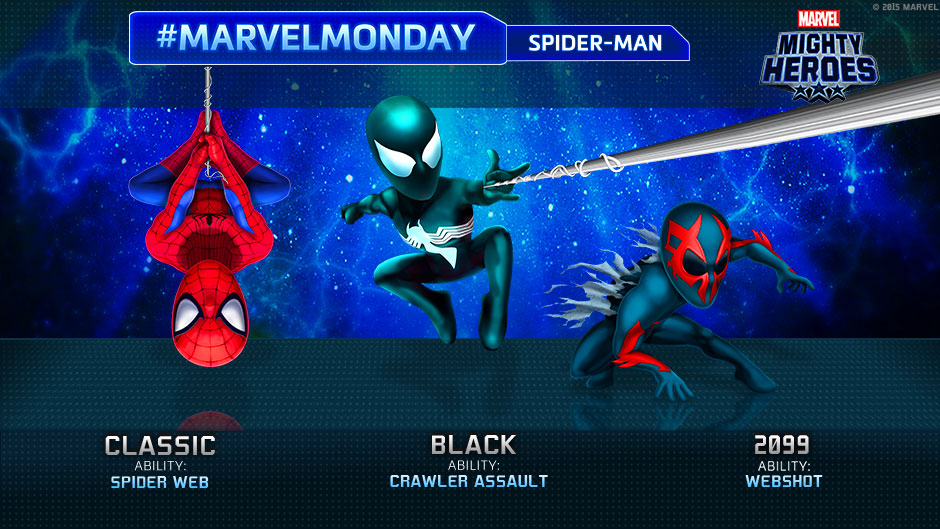 © 2015 MARVEL
#MARVELMONDAY
SPIDER-MAN
MARVEL
MIGHTY
HEROES
CLASSIC
ABILITY:
SPIDER WEB
BLACK
ABILITY:
CRAWLER ASSAULT
2099
ABILITY:
WEBSHOT